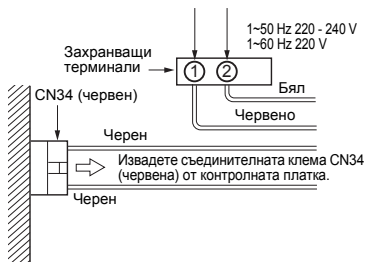 1~50 Hz 220 - 240 V
1~60 Hz 220 V
Захранващи
терминали
1 2
Бял
CN34 (червен)
Червено
Черен
Извадете съединителната клема CN34
(червена) от контролната платка.
Черен